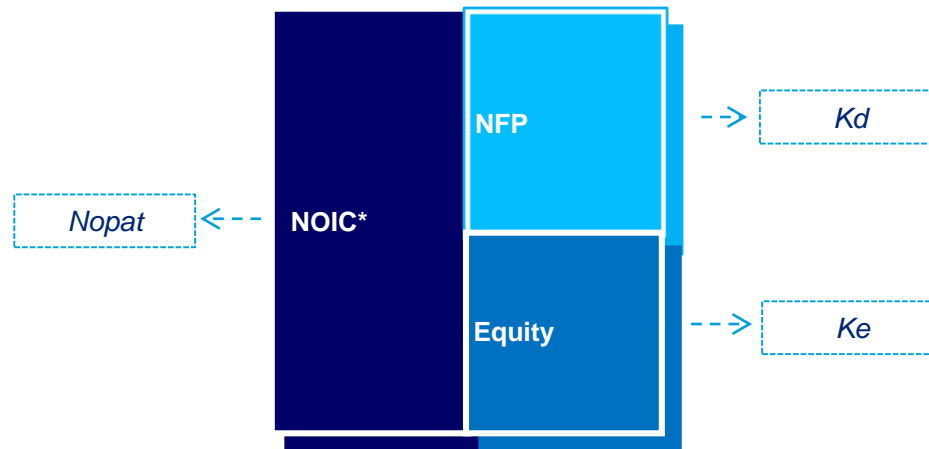 NFP
Kd
Nopat
NOIC*
Equity
Ke